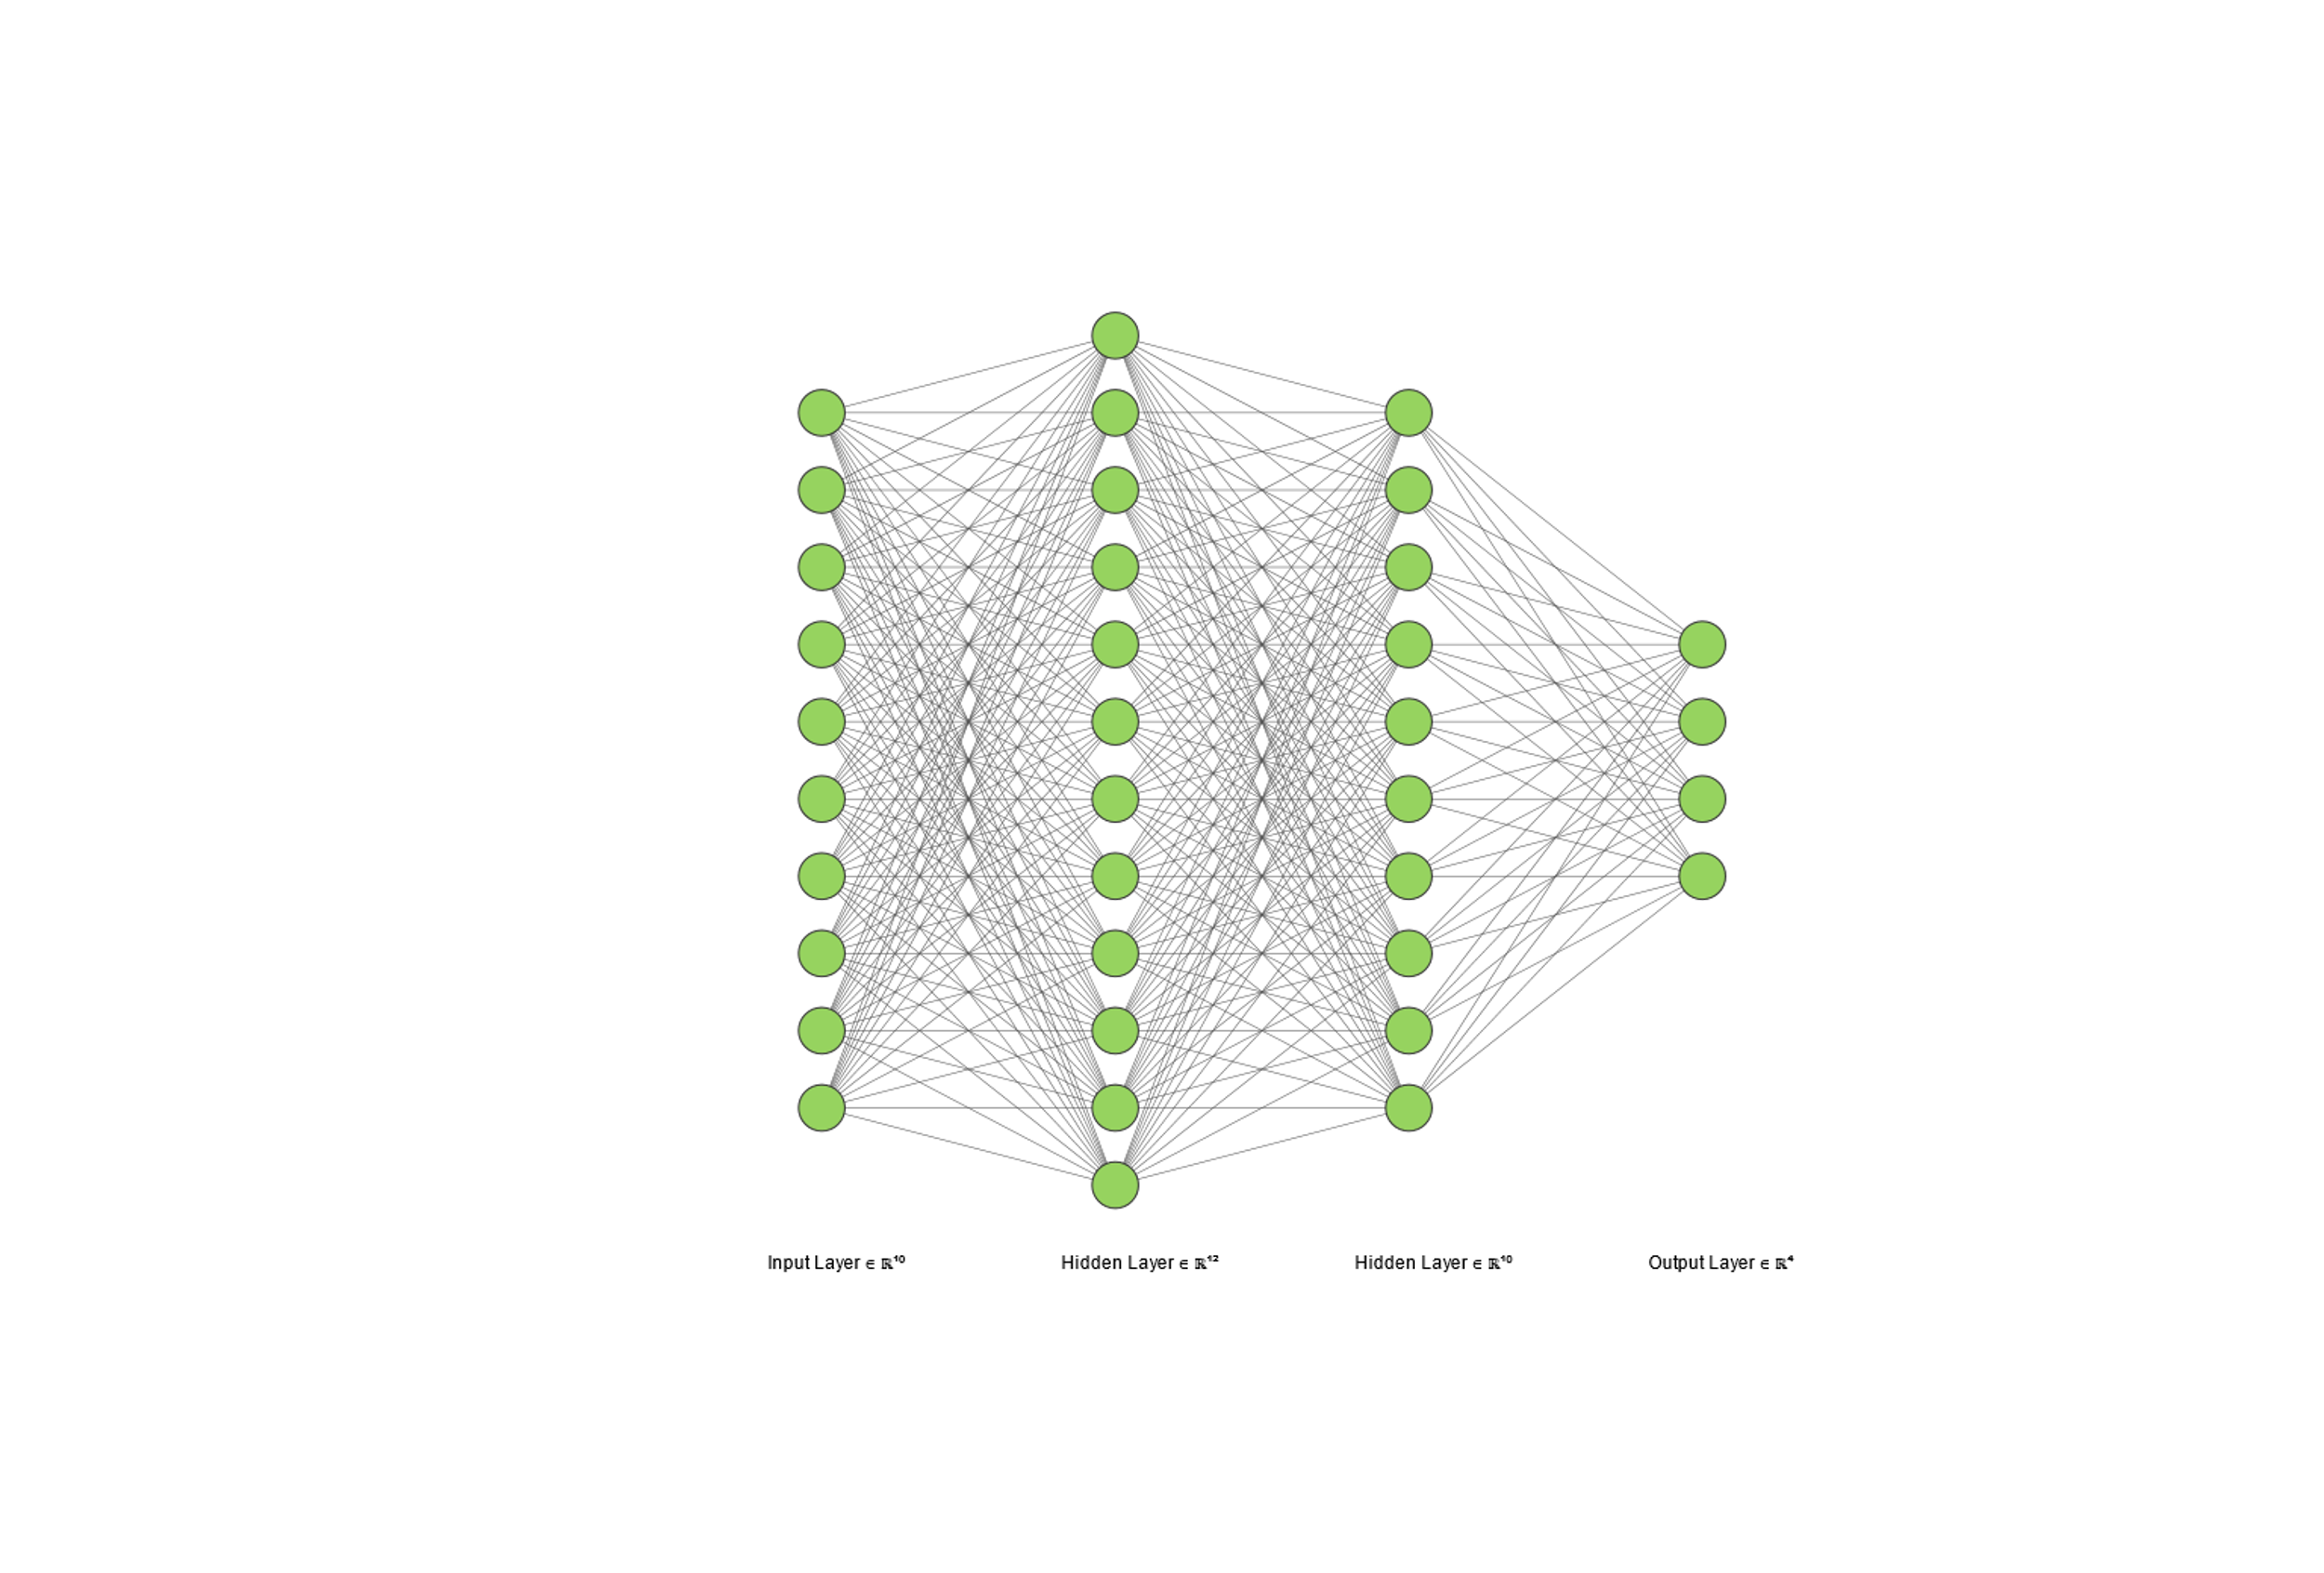 Input Layer ∈ ℝ¹⁰
Hidden Layer ∈ ℝ¹²
Hidden Layer ∈ ℝ¹⁰
Output Layer ∈ ℝ⁴